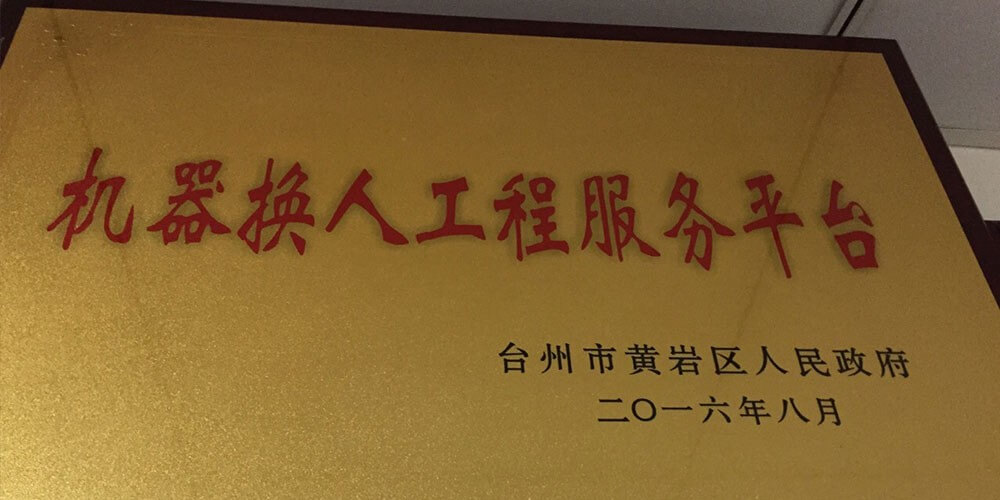 机器换人工程服务平台
台州市黄岩区人民政府
二〇一六年八月